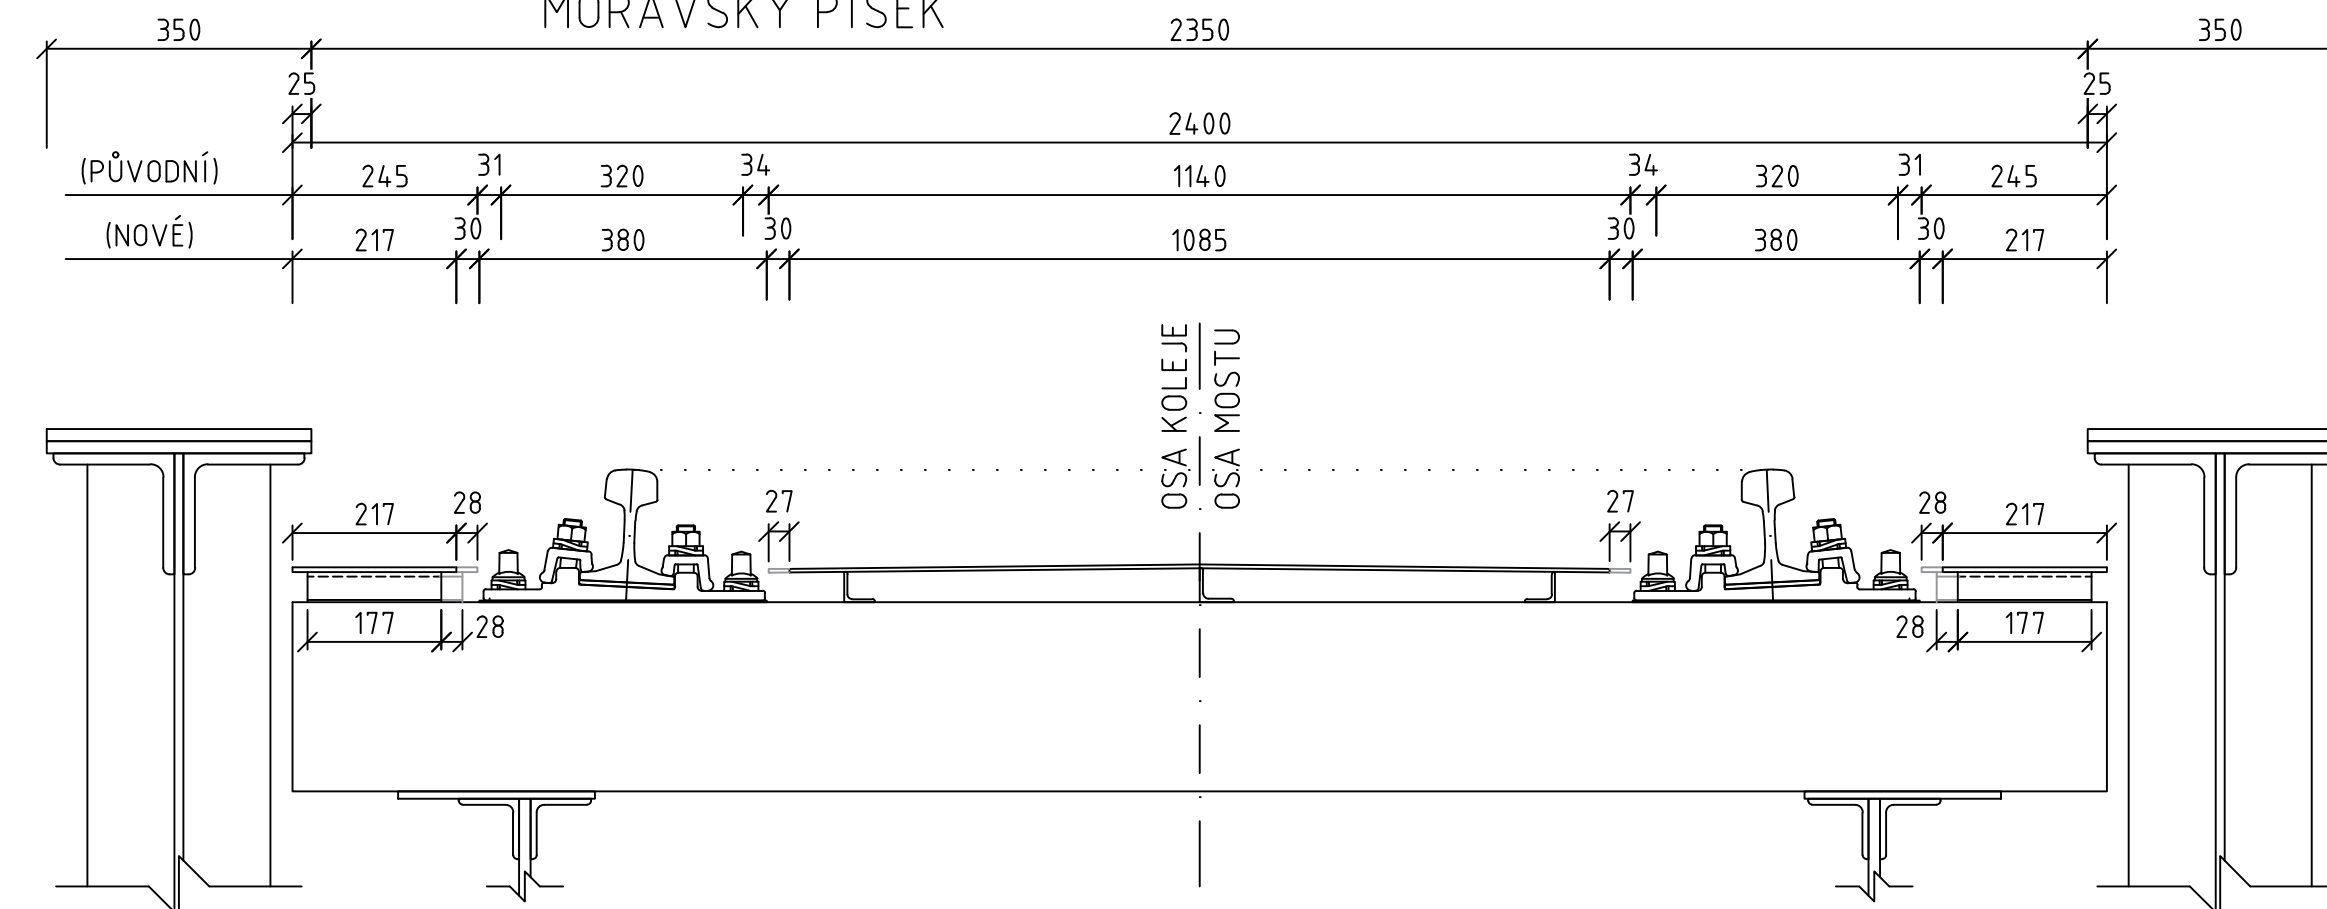 MORAVSKÝ PÍSEK
350 2350 350
25 25
2400
(PŮVODNÍ) 245 31 320 34 1140 34 320 31 245
(NOVÉ) 217 30 380 30 1085 30 380 30 217
OSA KOLEJE
OSA MOSTU
217 28 27 27 28 217
177 28 28 177